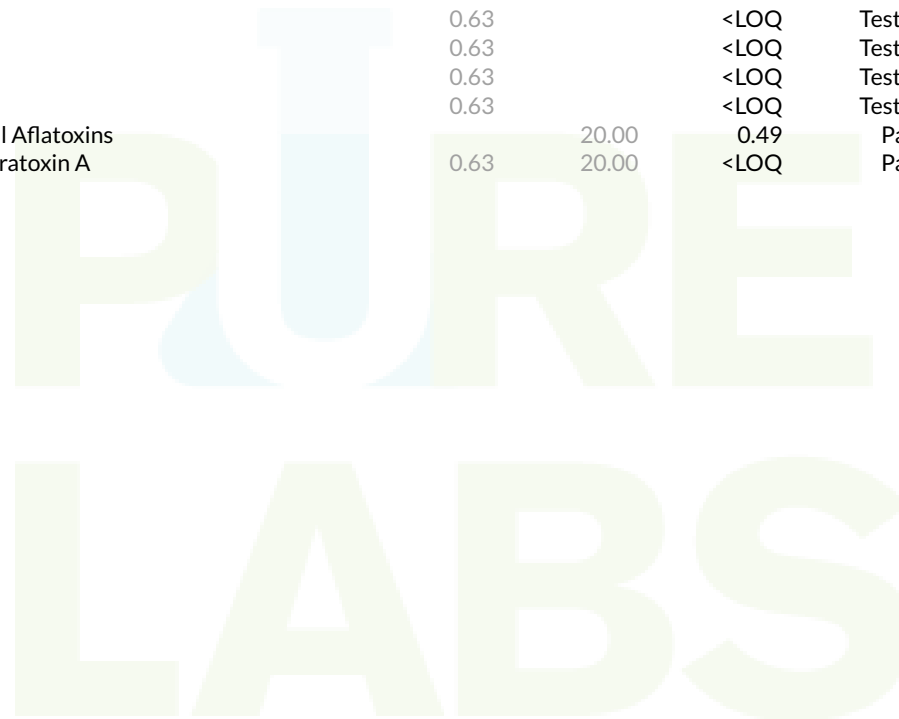 0.63 <LOQ Test
0.63 <LOQ Test
0.63 <LOQ Test
0.63 <LOQ Test
l Aflatoxins 20.00 0.49 Pa
ratoxin A 0.63 20.00 <LOQ Pa
PURE
LABS